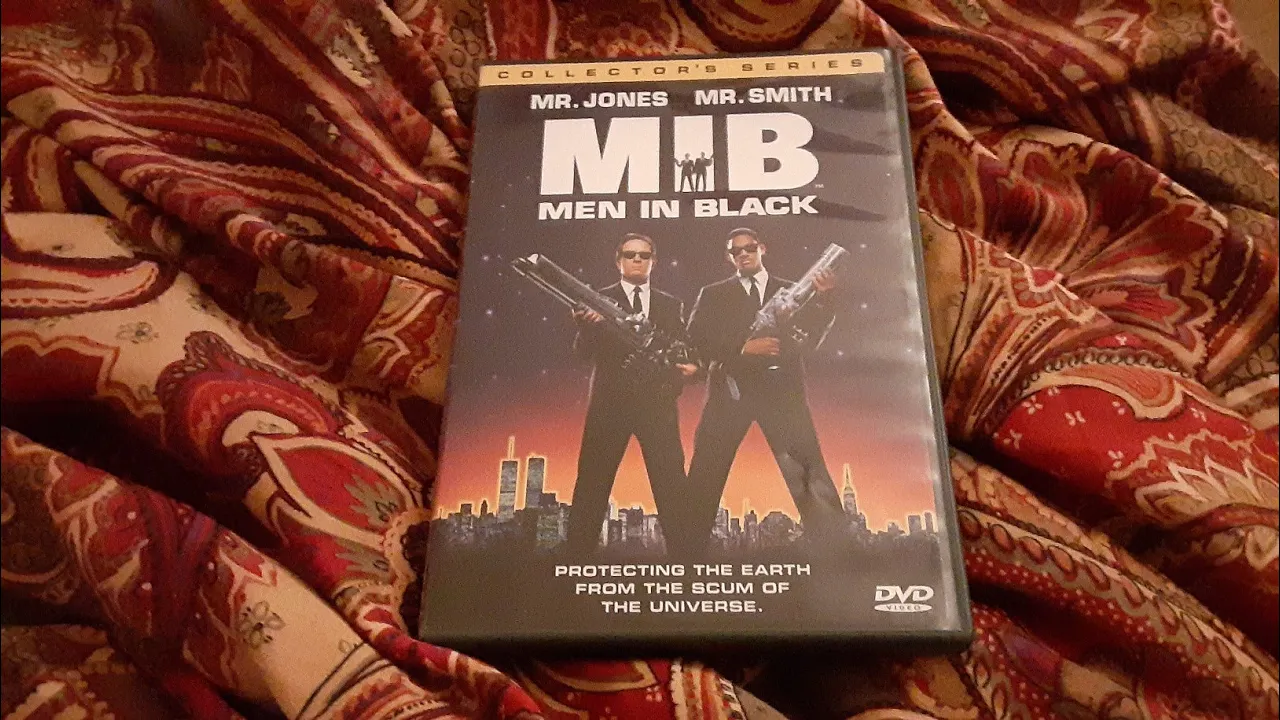 COLLECTOR'S SERIES
MR. JONES MR. SMITH
MIB
MEN IN BLACK
PROTECTING THE EARTH
FROM THE SCUM OF
THE UNIVERSE.
DVD
VIDEO